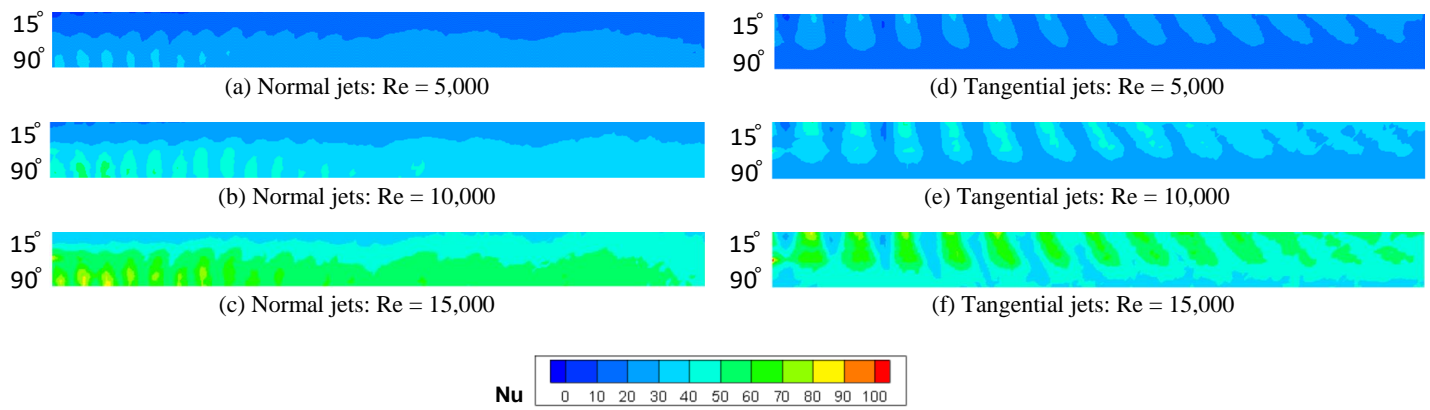 15°
90°
(a) Normal jets: Re = 5,000
15°
90°
(b) Normal jets: Re = 10,000
15°
90°
(c) Normal jets: Re = 15,000
15°
90°
(d) Tangential jets: Re = 5,000
15°
90°
(e) Tangential jets: Re = 10,000
15°
90°
(f) Tangential jets: Re = 15,000
Nu 0 10 20 30 40 50 60 70 80 90 100